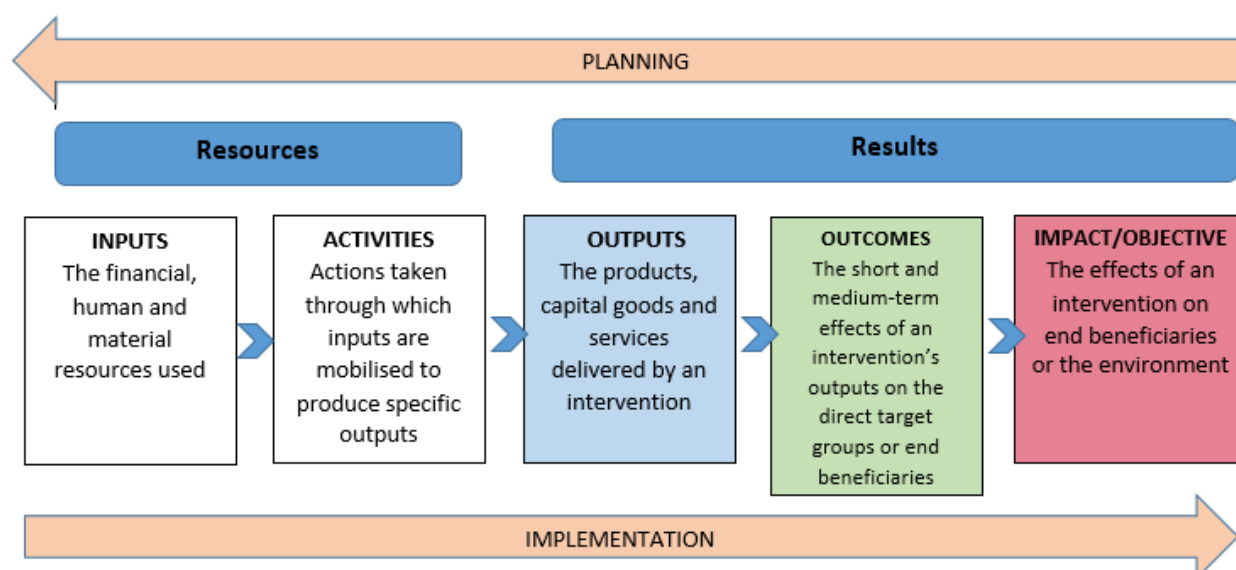 PLANNING
Resources
Results
INPUTS
The financial,
human and
material
resources used
ACTIVITIES
Actions taken
through which
inputs are
mobilised to
produce specific
outputs
OUTPUTS
The products,
capital goods and
services
delivered by an
intervention
OUTCOMES
The short and
medium-term
effects of an
intervention's
outputs on the
direct target
groups or end
beneficiaries
IMPACT/OBJECTIVE
The effects of an
intervention on
end beneficiaries
or the environment
IMPLEMENTATION